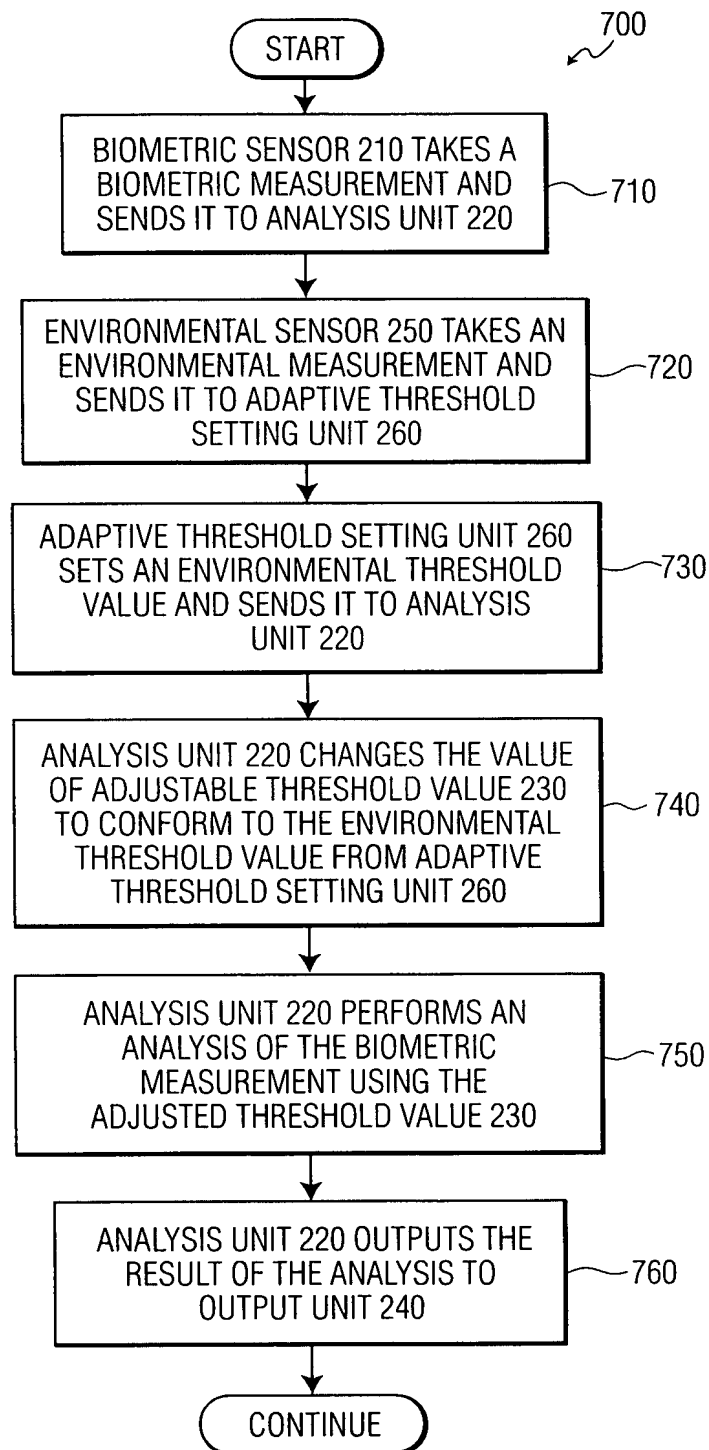 START
700
BIOMETRIC SENSOR 210 TAKES A
BIOMETRIC MEASUREMENT AND
SENDS IT TO ANALYSIS UNIT 220
710
ENVIRONMENTAL SENSOR 250 TAKES AN
ENVIRONMENTAL MEASUREMENT AND
SENDS IT TO ADAPTIVE THRESHOLD
SETTING UNIT 260
720
ADAPTIVE THRESHOLD SETTING UNIT 260
SETS AN ENVIRONMENTAL THRESHOLD
VALUE AND SENDS IT TO ANALYSIS
UNIT 220
730
ANALYSIS UNIT 220 CHANGES THE VALUE
OF ADJUSTABLE THRESHOLD VALUE 230
TO CONFORM TO THE ENVIRONMENTAL
THRESHOLD VALUE FROM ADAPTIVE
THRESHOLD SETTING UNIT 260
740
ANALYSIS UNIT 220 PERFORMS AN
ANALYSIS OF THE BIOMETRIC
MEASUREMENT USING THE
ADJUSTED THRESHOLD VALUE 230
750
ANALYSIS UNIT 220 OUTPUTS THE
RESULT OF THE ANALYSIS TO
OUTPUT UNIT 240
760
CONTINUE